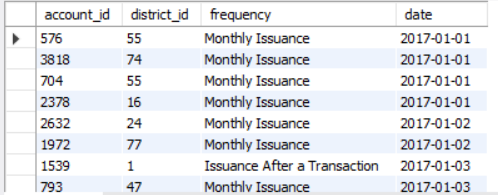 account_id district_id frequency date
576 55 Monthly Issuance 2017-01-01
3818 74 Monthly Issuance 2017-01-01
704 55 Monthly Issuance 2017-01-01
2378 16 Monthly Issuance 2017-01-01
2632 24 Monthly Issuance 2017-01-02
1972 77 Monthly Issuance 2017-01-02
1539 1 Issuance After a Transaction 2017-01-03
793 47 Monthly Issuance 2017-01-03